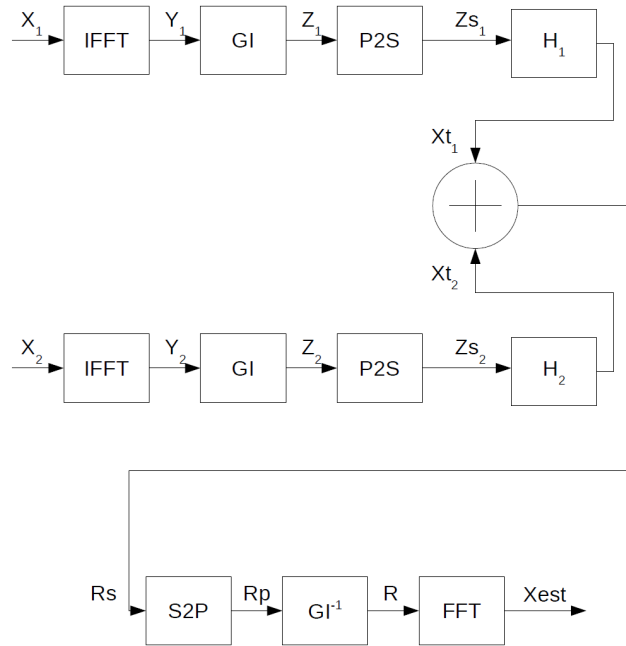 X₁ Y₁ Z₁ Zs₁
IFFT GI P2S H₁
Xt₁
Xt₂
X₂ Y₂ Z₂ Zs₂
IFFT GI P2S H₂
Rs Rp R Xest
S2P GI⁻¹ FFT